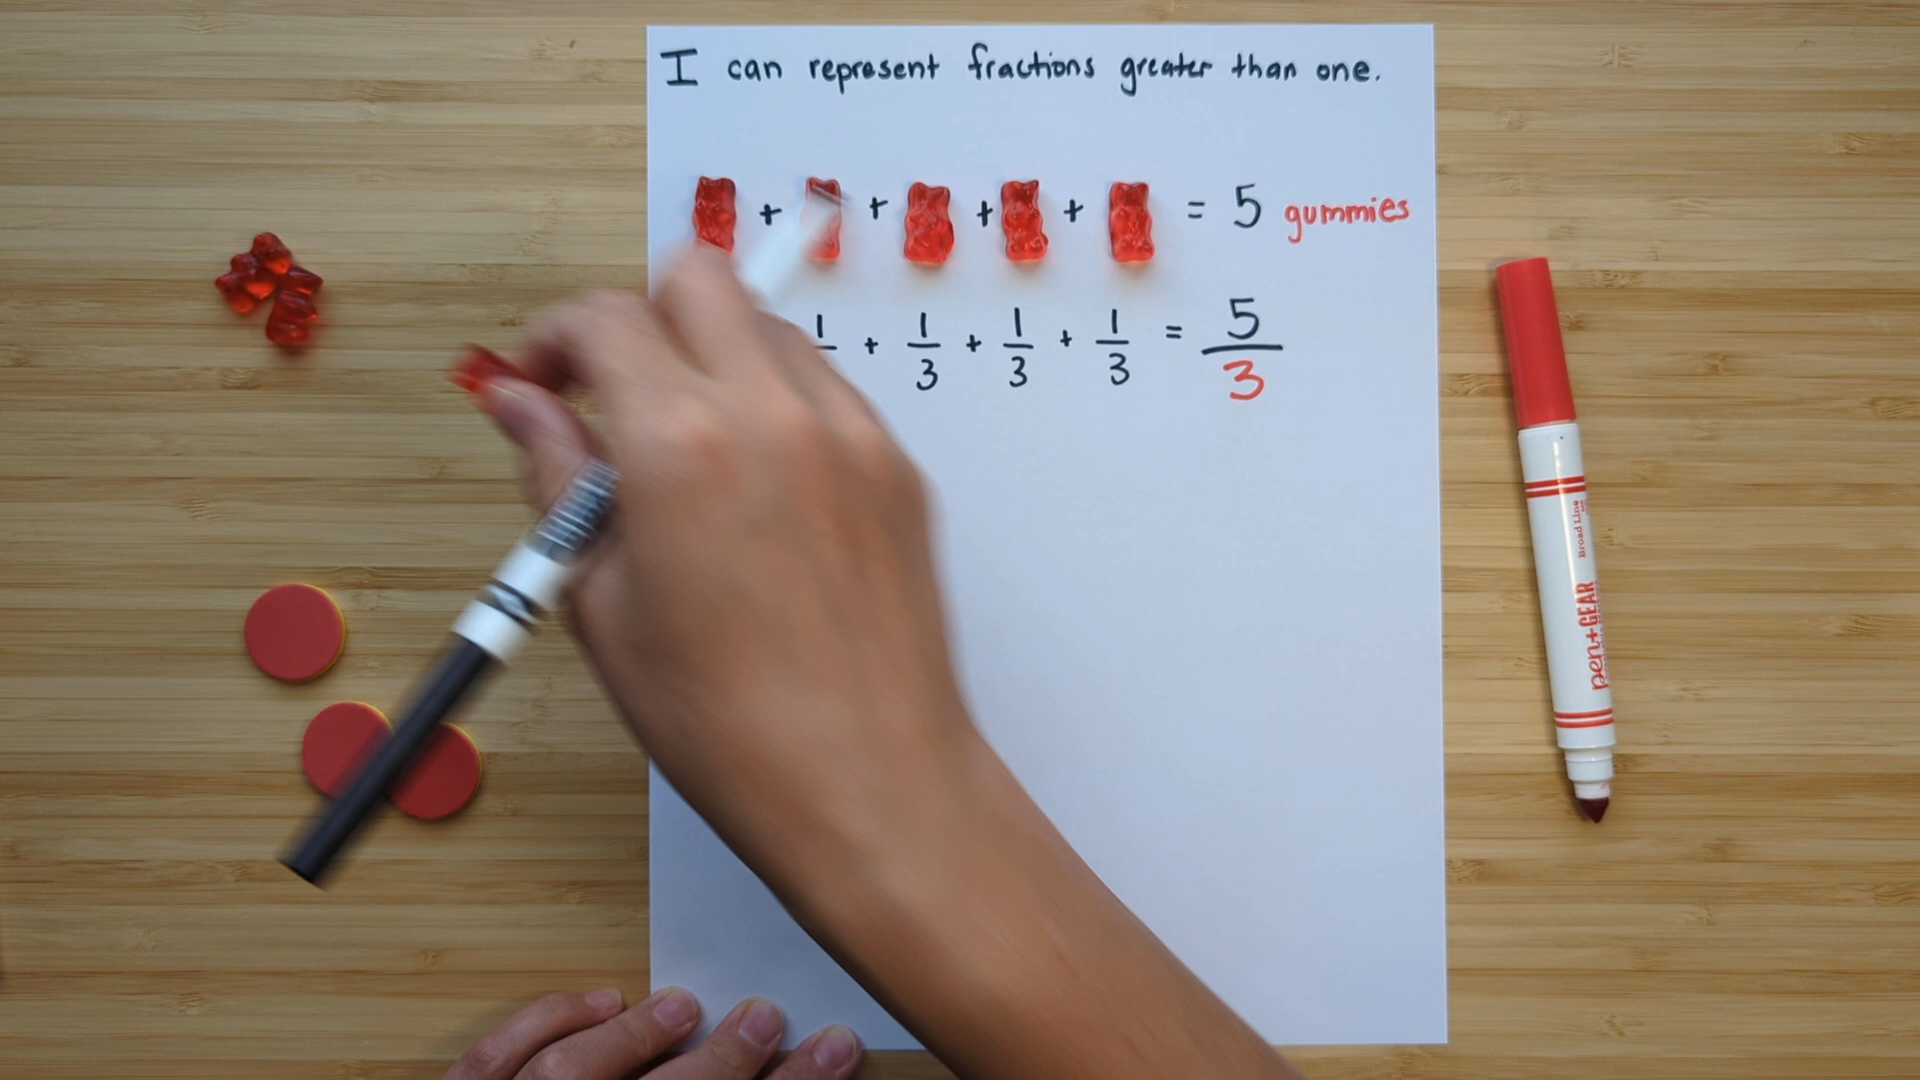 I can represent fractions greater than one.
+ + + + = 5 gummies
1 + 1/3 + 1/3 + 1/3 = 5/3
pen+GEAR
Broad Line